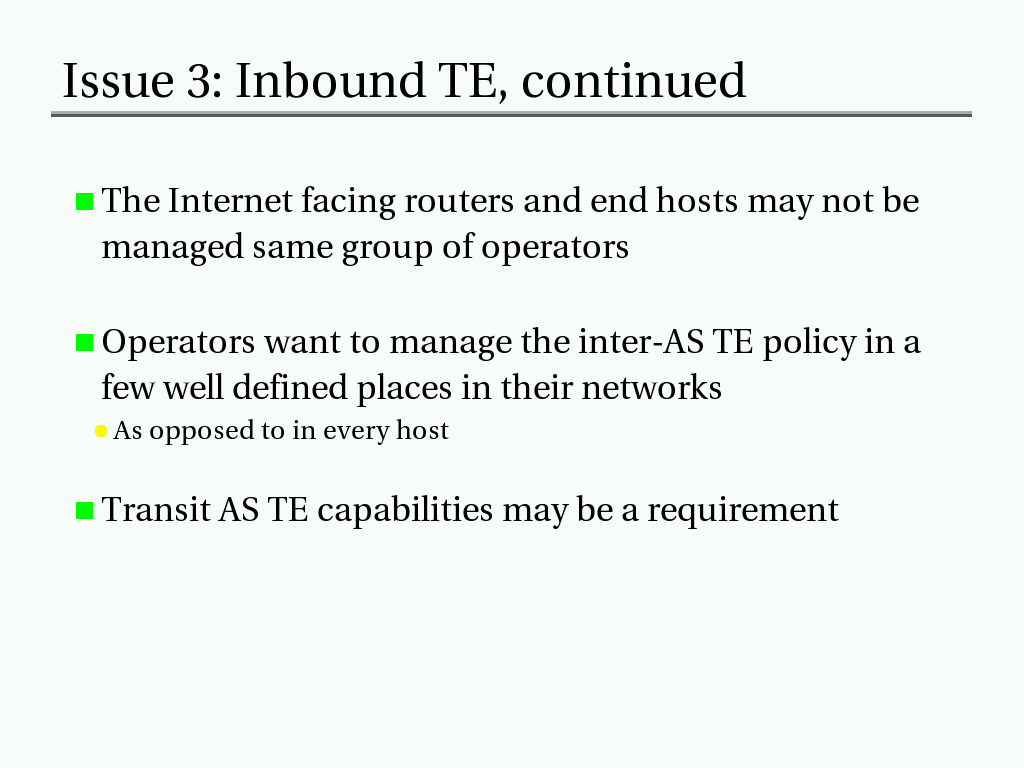 Issue 3: Inbound TE, continued
The Internet facing routers and end hosts may not be
managed same group of operators
Operators want to manage the inter-AS TE policy in a
few well defined places in their networks
As opposed to in every host
Transit AS TE capabilities may be a requirement